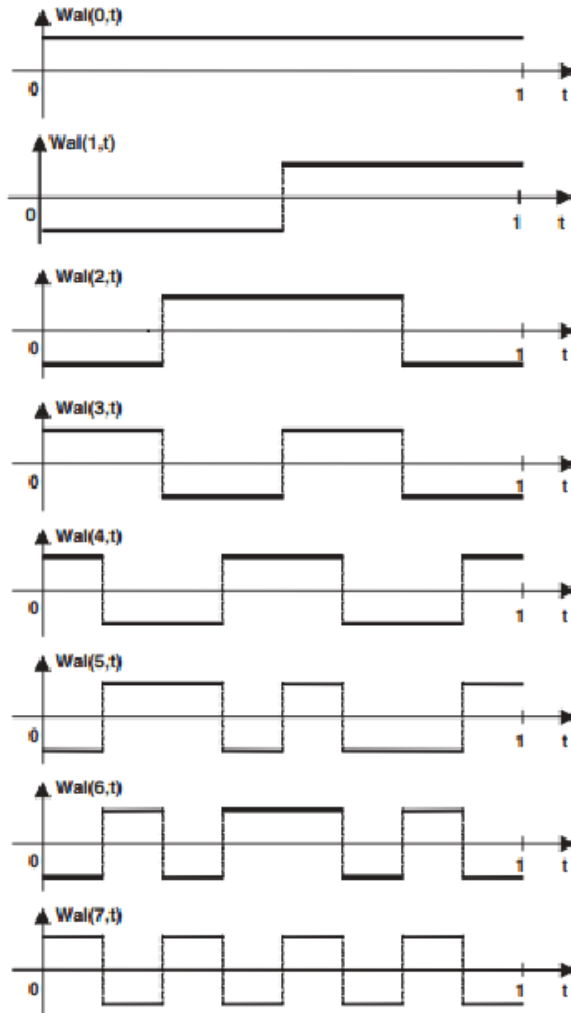 Wal(0,t)
0 1 t
Wal(1,t)
0 1 t
Wal(2,t)
0 1 t
Wal(3,t)
0 1 t
Wal(4,t)
0 1 t
Wal(5,t)
0 1 t
Wal(6,t)
0 1 t
Wal(7,t)
0 1 t